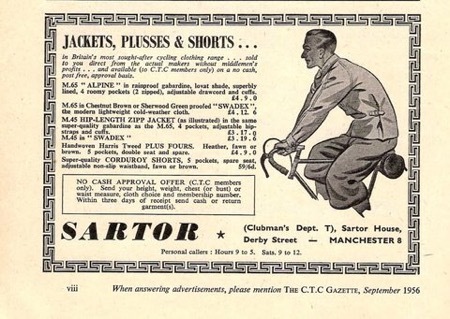 JACKETS, PLUSSES & SHORTS . . .
in Britain's most sought-after cycling clothing range . . . sold
to you direct from the actual makers without middlemen's
profits . . . and available (to C.T.C members only) on a no cash,
post free, approval basis.
M.65 "ALPINE" in rainproof gabardine, lovat shade, superbly
lined, 4 roomy pockets (2 zipped), adjustable drawcord and cuffs.
£4 . 9 . 0
M.65 in Chestnut Brown or Sherwood Green proofed "SWADEX",
the modern lightweight cold-weather cloth. £4 . 12 . 6
M.45 HIP-LENGTH ZIPP JACKET (as illustrated) in the same
super-quality gabardine as the M.65, 4 pockets, adjustable hip-
straps and cuffs. £3 . 17 . 0
M.45 in "SWADEX" £3 . 19 . 0
Handwoven Harris Tweed PLUS FOURS. Heather, fawn or
brown. 5 pockets, double seat and spare. £4 . 9 . 0
Super-quality CORDUROY SHORTS, 5 pockets, spare seat,
adjustable non-slip waistband, fawn or brown. 59/6d.
NO CASH APPROVAL OFFER (C.T.C members
only). Send your height, weight, chest (or bust) or
waist measure, cloth choice and membership number.
Within three days of receipt send cash or return
garment(s).
SARTOR ★ (Clubman's Dept. T), Sartor House,
Derby Street — MANCHESTER 8
Personal callers : Hours 9 to 5. Sats. 9 to 12.
viii When answering advertisements, please mention THE C.T.C GAZETTE, September 1956